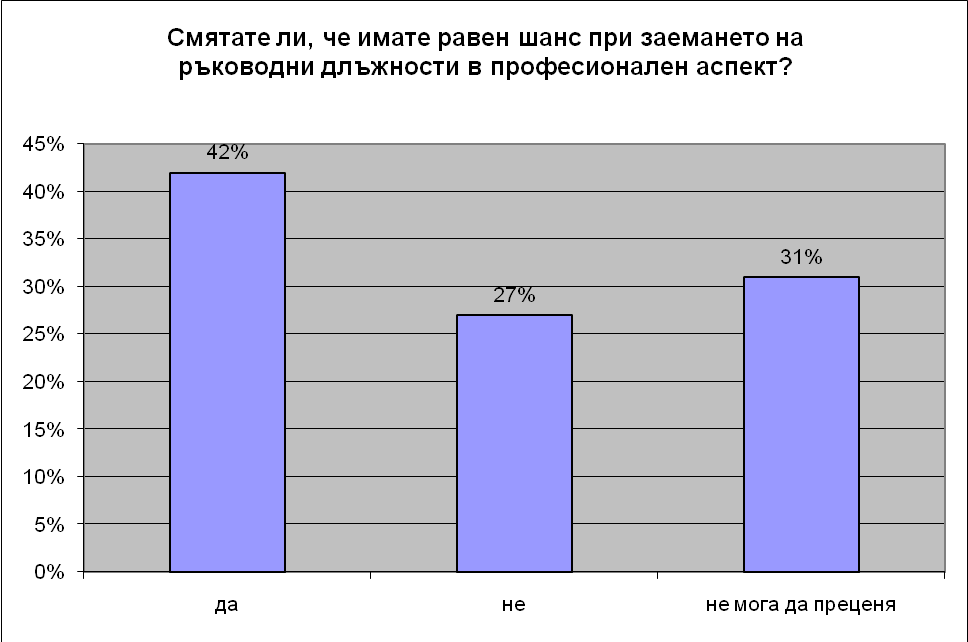 Смятате ли, че имате равен шанс при заемането на
ръководни длъжности в професионален аспект?
45%
40%
35%
30%
25%
20%
15%
10%
5%
0%
42%
27%
31%
да
не
не мога да преценя